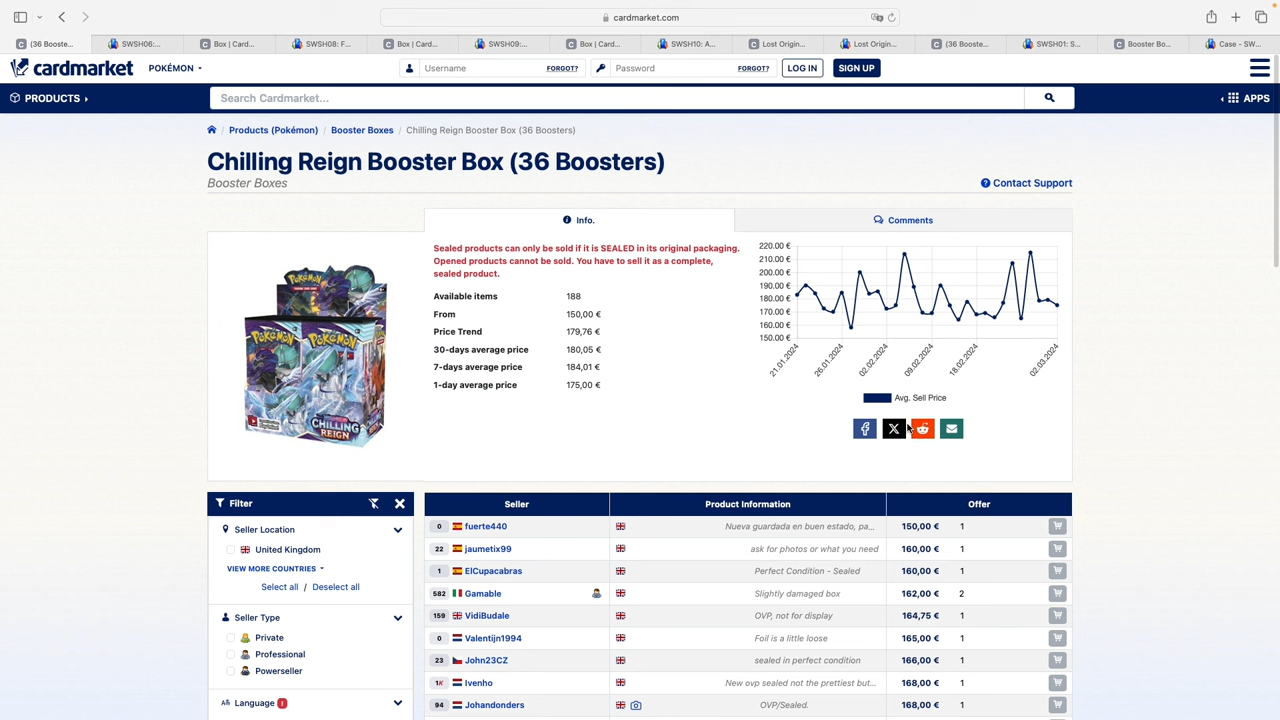 cardmarket.com
(36 Booste...
SWSH06:...
Box | Card...
SWSH08: F...
Box | Card...
SWSH09:...
Box | Card...
SWSH10: A...
Lost Origin...
Lost Origin...
(36 Booste...
SWSH01: S...
Booster Bo...
Case - SW...
cardmarket
POKÉMON
Username
FORGOT?
Password
FORGOT?
LOG IN
SIGN UP
PRODUCTS
Search Cardmarket...
APPS
Products (Pokémon) / Booster Boxes / Chilling Reign Booster Box (36 Boosters)
Chilling Reign Booster Box (36 Boosters)
Booster Boxes
Contact Support
Info.
Comments
Sealed products can only be sold if it is SEALED in its original packaging.
Opened products cannot be sold. You have to sell it as a complete,
sealed product.
Available items 188
From 150,00 €
Price Trend 179,76 €
30-days average price 180,05 €
7-days average price 184,01 €
1-day average price 175,00 €
220.00 €
210.00 €
200.00 €
190.00 €
180.00 €
170.00 €
160.00 €
150.00 €
21.01.2024
26.01.2024
02.02.2024
09.02.2024
18.02.2024
02.03.2024
Avg. Sell Price
Pokémon
Pokémon
Pokémon
CHILLING REIGN
Filter
Seller Location
United Kingdom
VIEW MORE COUNTRIES
Select all / Deselect all
Seller Type
Private
Professional
Powerseller
Language !
Seller Product Information Offer
0 fuerte440 Nueva guardada en buen estado, pa... 150,00 € 1
22 jaumetix99 ask for photos or what you need 160,00 € 1
1 ElCupacabras Perfect Condition - Sealed 160,00 € 1
582 Gamable Slightly damaged box 162,00 € 2
159 VidiBudale OVP, not for display 164,75 € 1
0 Valentijn1994 Foil is a little loose 165,00 € 1
23 John23CZ sealed in perfect condition 166,00 € 1
1K Ivenho New ovp sealed not the prettiest but... 168,00 € 1
94 Johandonders OVP/Sealed. 168,00 € 1